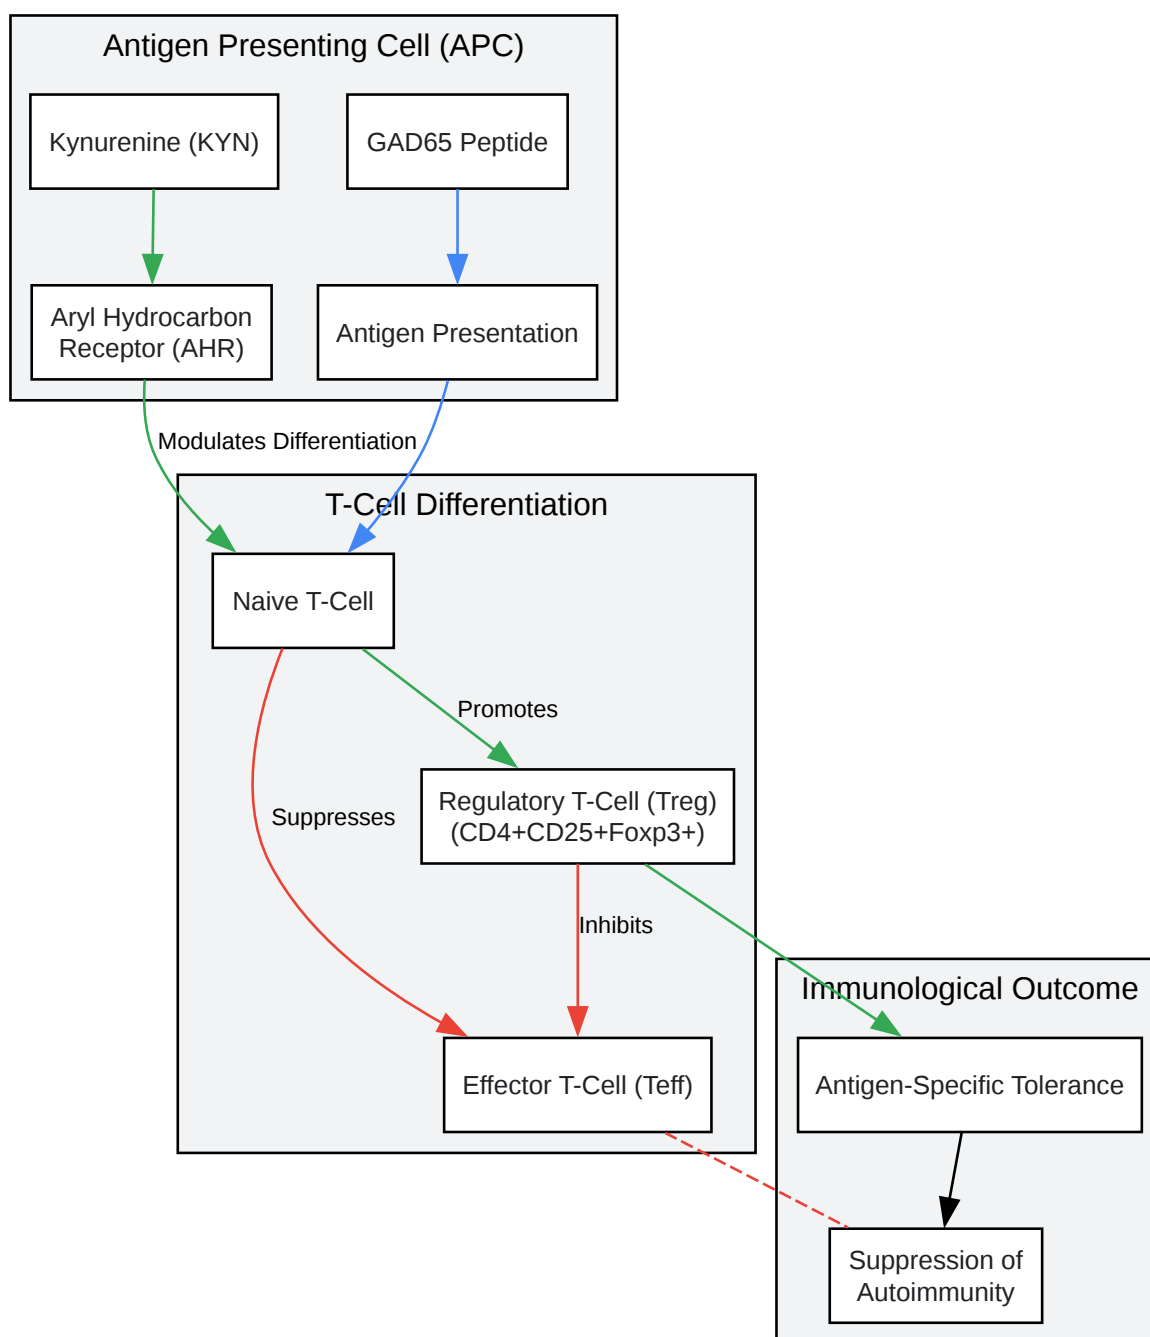 Antigen Presenting Cell (APC)
Kynurenine (KYN)
GAD65 Peptide
Aryl Hydrocarbon
Receptor (AHR)
Antigen Presentation
Modulates Differentiation
T-Cell Differentiation
Naive T-Cell
Promotes
Regulatory T-Cell (Treg)
(CD4+CD25+Foxp3+)
Suppresses
Inhibits
Immunological Outcome
Effector T-Cell (Teff)
Antigen-Specific Tolerance
Suppression of
Autoimmunity